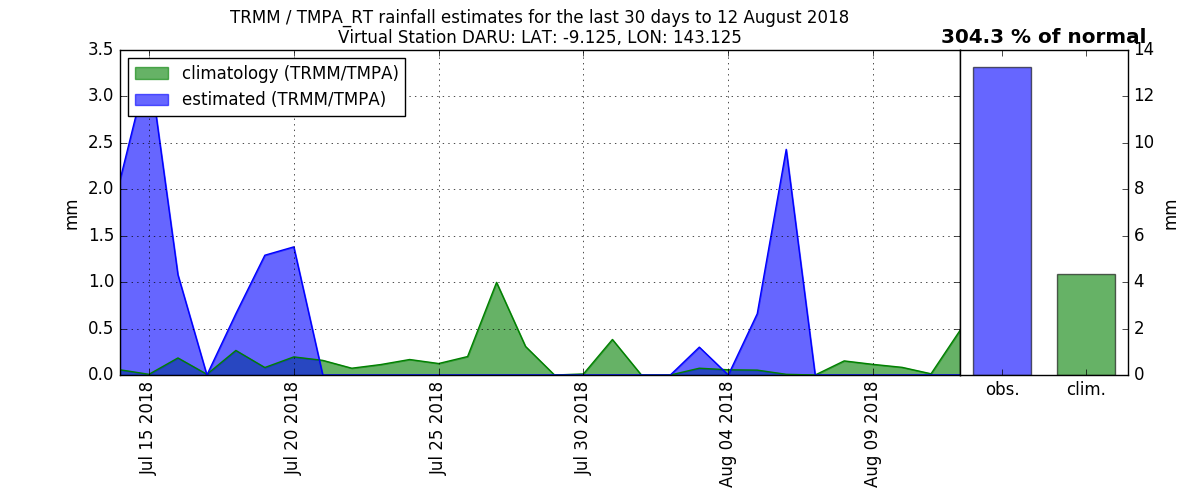 TRMM / TMPA_RT rainfall estimates for the last 30 days to 12 August 2018
Virtual Station DARU: LAT: -9.125, LON: 143.125
304.3 % of normal
climatology (TRMM/TMPA)
estimated (TRMM/TMPA)
3.5
3.0
2.5
2.0
1.5
1.0
0.5
0.0
mm
Jul 15 2018
Jul 20 2018
Jul 25 2018
Jul 30 2018
Aug 04 2018
Aug 09 2018
14
12
10
8
6
4
2
0
mm
obs.
clim.